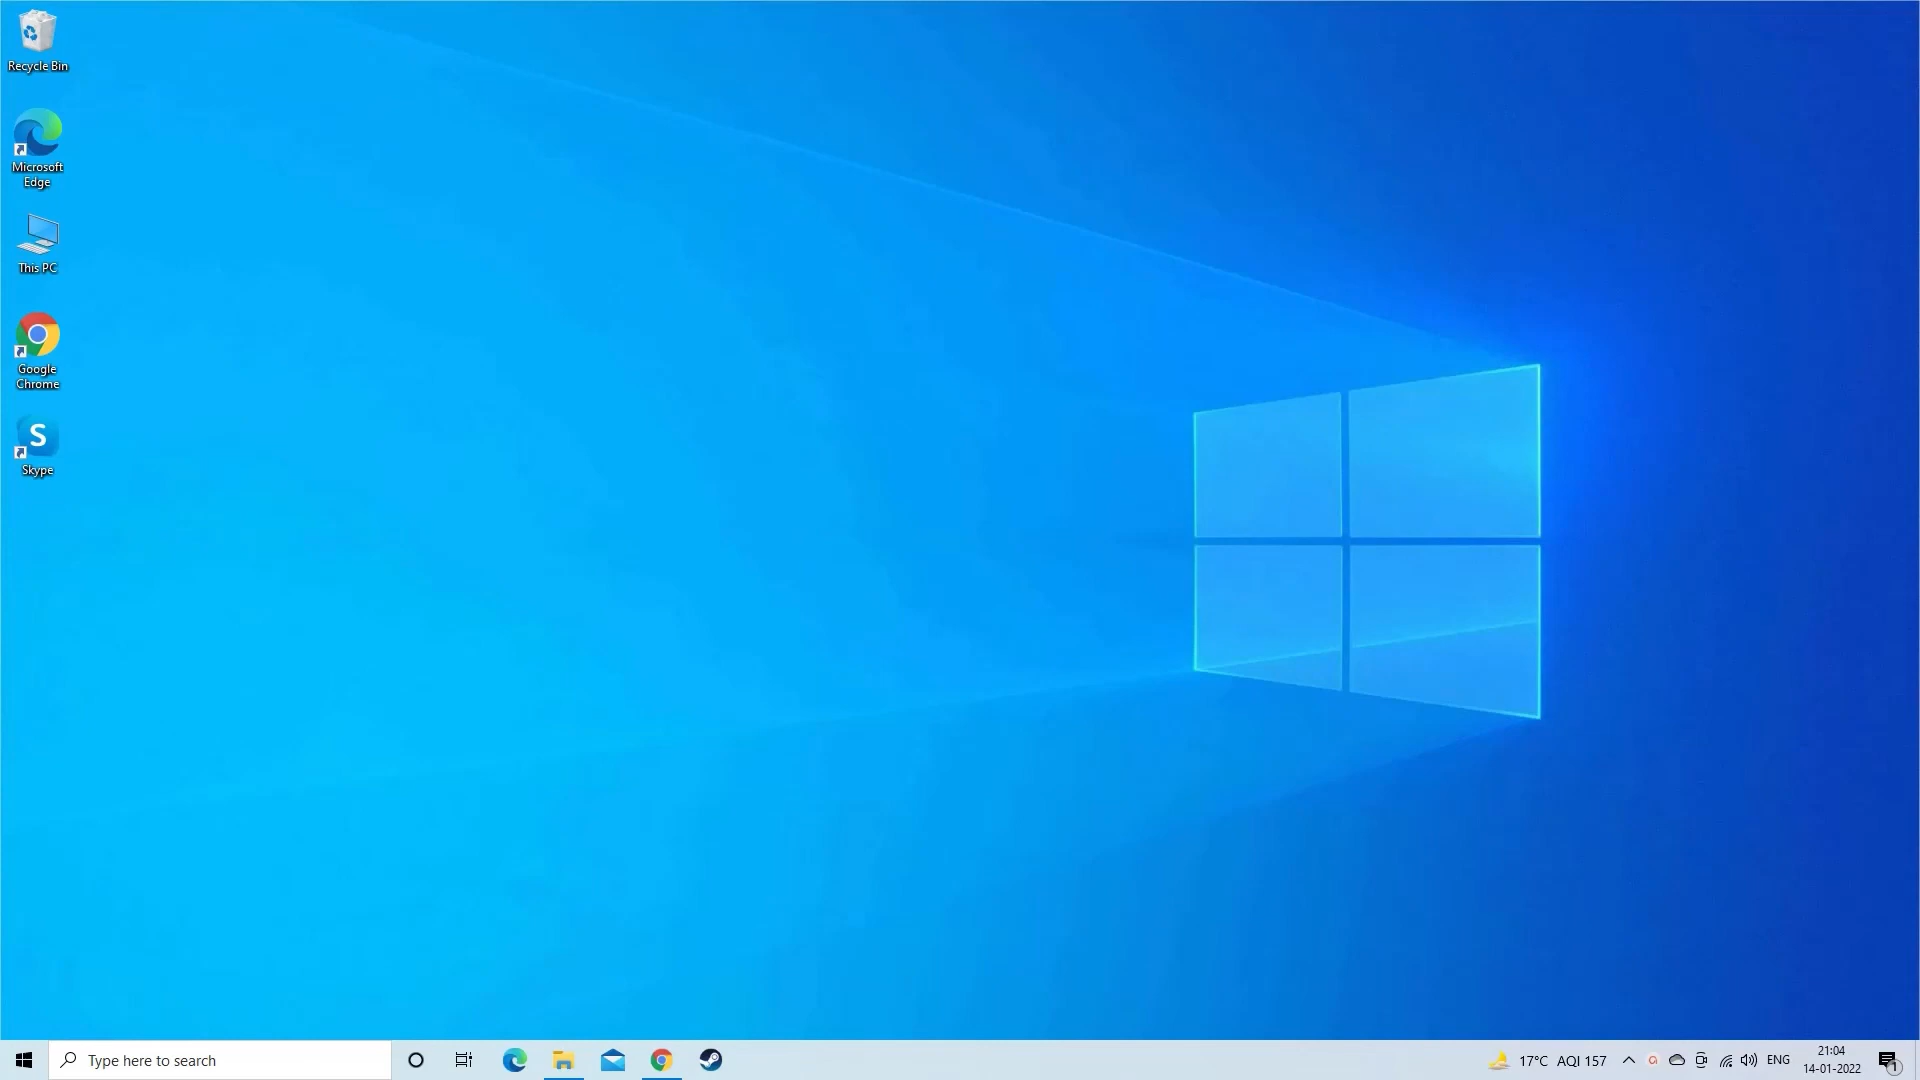 Recycle Bin
Microsoft
Edge
This PC
Google
Chrome
S
Skype
Type here to search
17°C AQI 157
ENG
21:04
14-01-2022
1